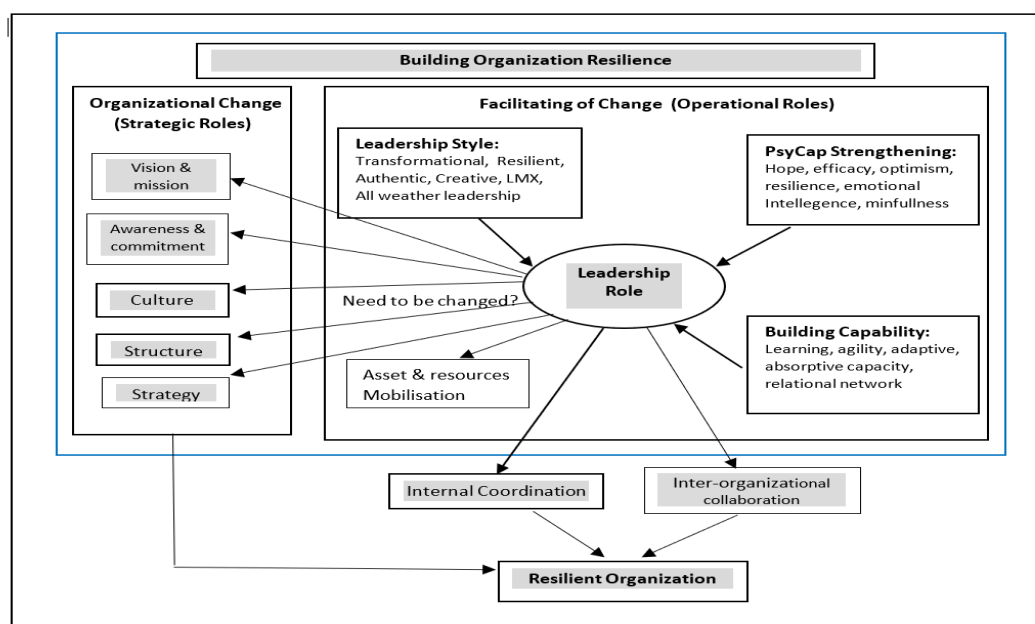 Building Organization Resilience
Organizational Change
(Strategic Roles)
Vision &
mission
Awareness &
commitment
Culture
Structure
Strategy
Facilitating of Change (Operational Roles)
Leadership Style:
Transformational, Resilient,
Authentic, Creative, LMX,
All weather leadership
PsyCap Strengthening:
Hope, efficacy, optimism,
resilience, emotional
Intellegence, minfullness
Leadership
Role
Need to be changed?
Building Capability:
Learning, agility, adaptive,
absorptive capacity,
relational network
Asset & resources
Mobilisation
Internal Coordination
Inter-organizational
collaboration
Resilient Organization